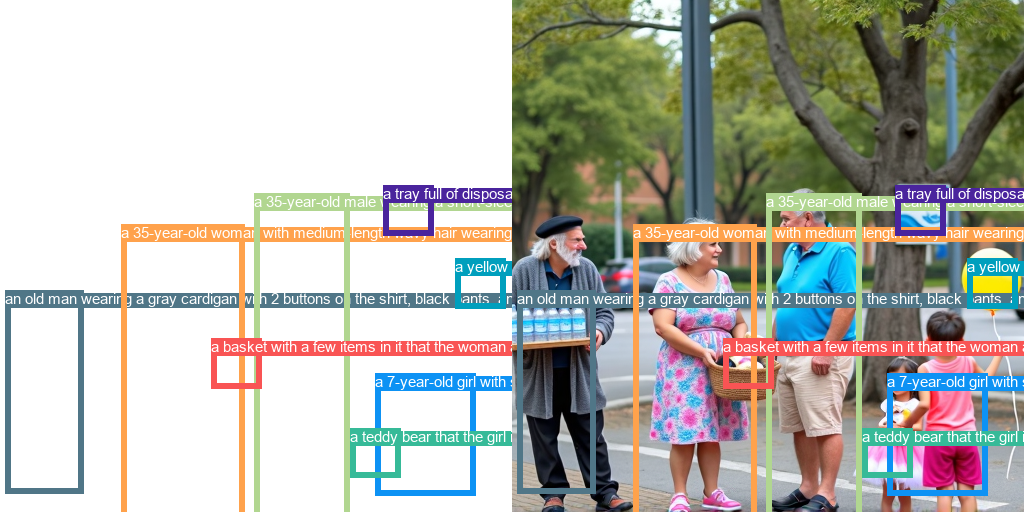 a tray full of disposa
a 35-year-old male wearing a short-slee
a 35-year-old woman with medium-length wavy hair wearing
a yellow
an old man wearing a gray cardigan with 2 buttons on the shirt, black pants, an
a basket with a few items in it that the woman
a 7-year-old girl with s
a teddy bear that the girl
a tray full of disposa
a 35-year-old male wearing a short-slee
a 35-year-old woman with medium-length wavy hair wearing
a yellow
an old man wearing a gray cardigan with 2 buttons on the shirt, black pants, an
a basket with a few items in it that the woman
a 7-year-old girl with s
a teddy bear that the girl